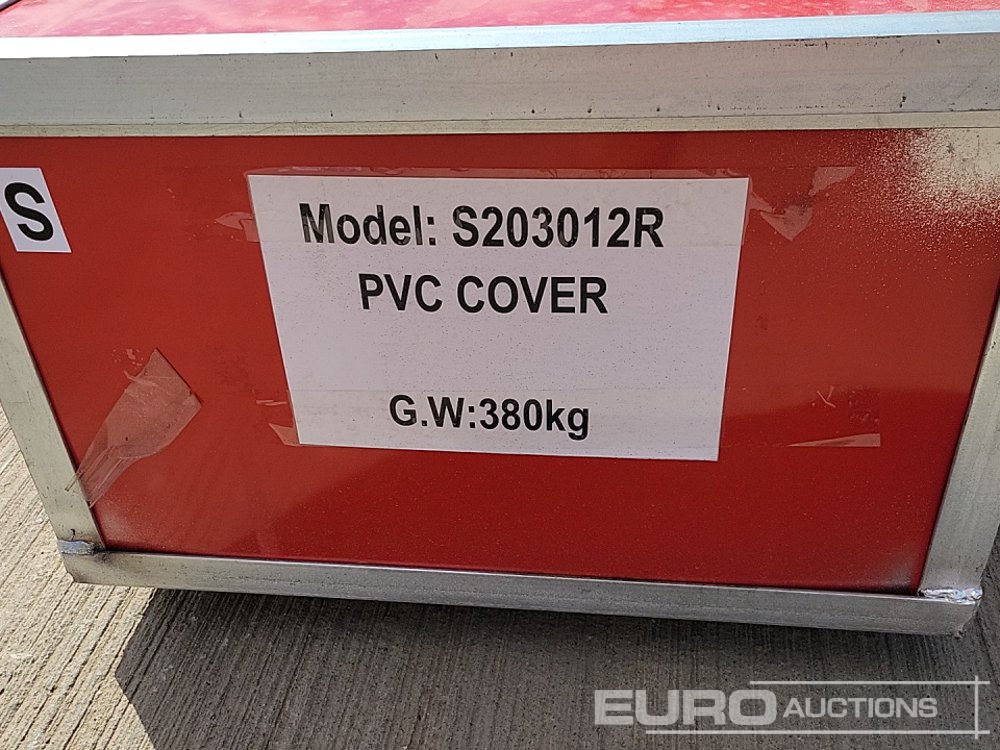 S
Model: S203012R
PVC COVER
G.W:380kg
EURO AUCTIONS